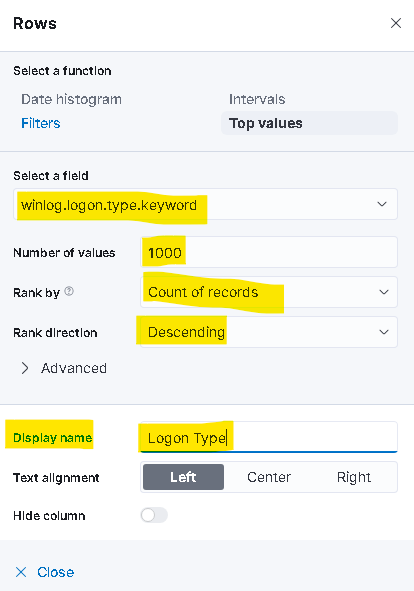 Rows
Select a function
Date histogram Intervals
Filters Top values
Select a field
winlog.logon.type.keyword
Number of values 1000
Rank by Count of records
Rank direction Descending
Advanced
Display name Logon Type
Text alignment Left Center Right
Hide column
Close